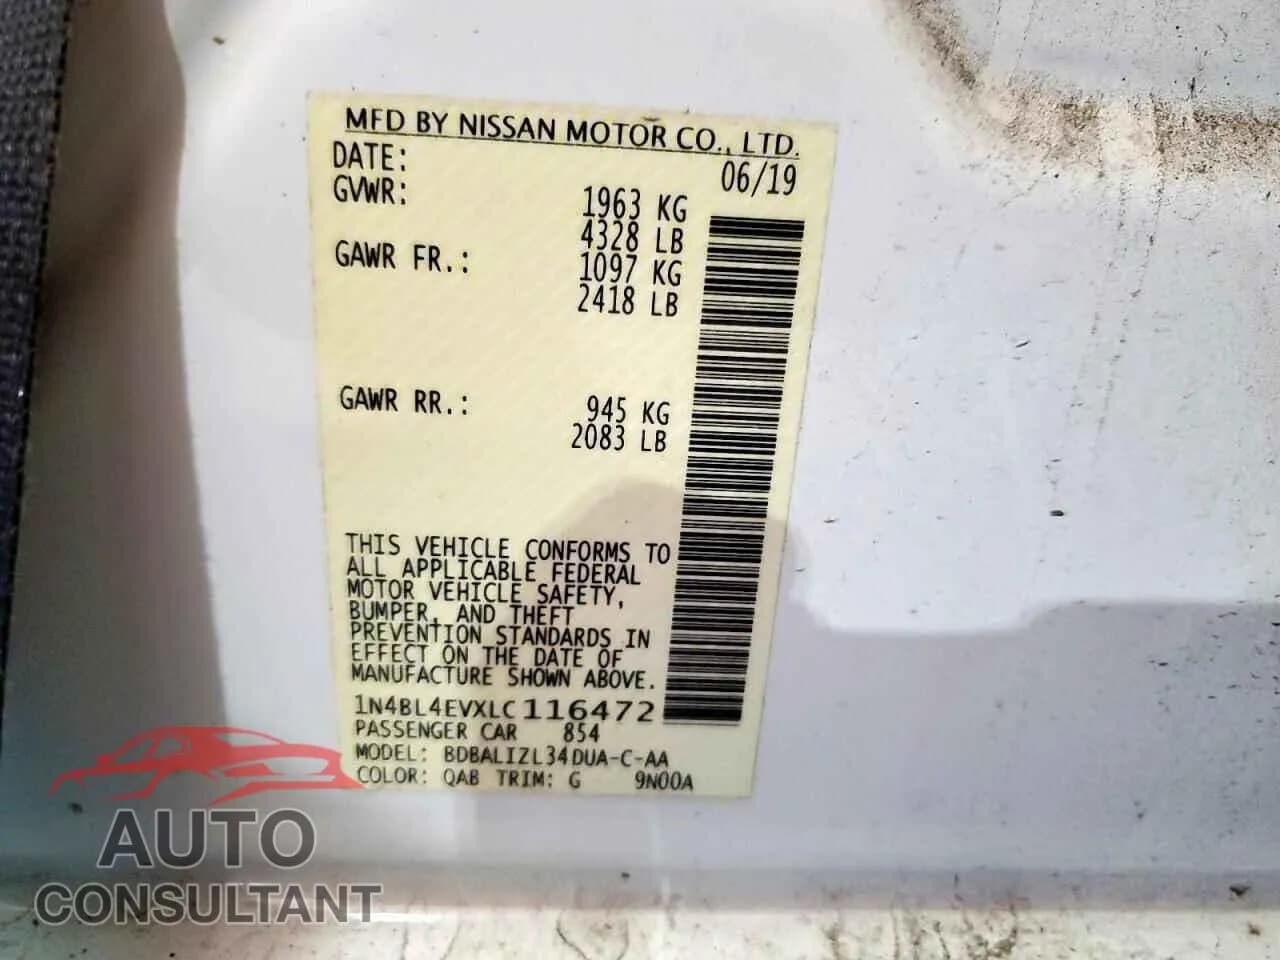 MFD BY NISSAN MOTOR CO., LTD.
DATE: 06/19
GVWR: 1963 KG
4328 LB
GAWR FR.: 1097 KG
2418 LB
GAWR RR.: 945 KG
2083 LB
THIS VEHICLE CONFORMS TO
ALL APPLICABLE FEDERAL
MOTOR VEHICLE SAFETY,
BUMPER, AND THEFT
PREVENTION STANDARDS IN
EFFECT ON THE DATE OF
MANUFACTURE SHOWN ABOVE.
1N4BL4EVXLC116472
PASSENGER CAR 854
MODEL: BDBALIZL34DUA-C-AA
COLOR: QAB TRIM: G 9N00A
AUTO
CONSULTANT